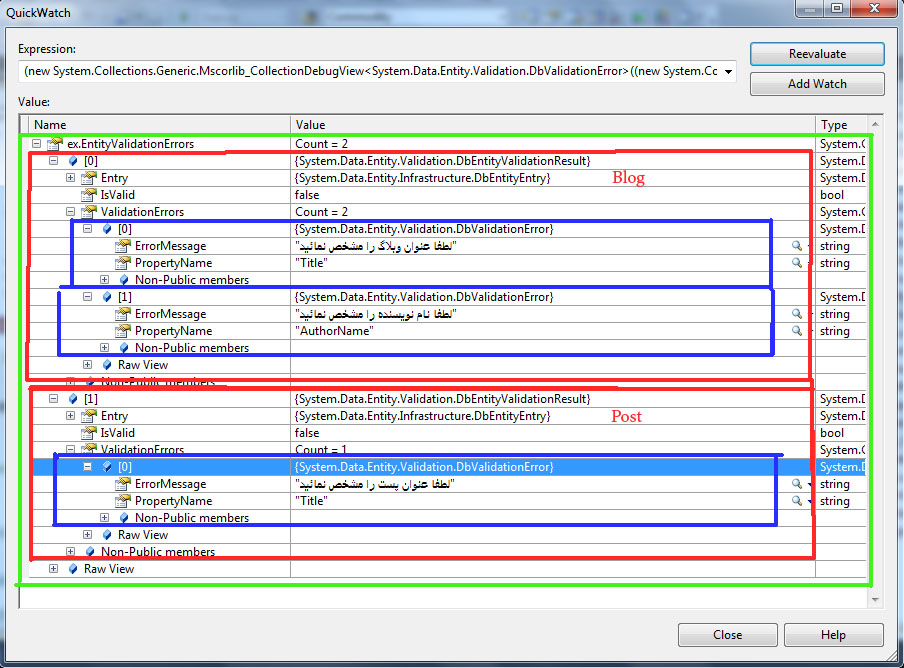 QuickWatch
Expression:
(new System.Collections.Generic.Mscorlib_CollectionDebugView<System.Data.Entity.Validation.DbValidationError>((new System.Cc
Reevaluate
Add Watch
Value:
Name Value Type
ex.EntityValidationErrors Count = 2 System.C
[0] {System.Data.Entity.Validation.DbEntityValidationResult} System.D
Entry {System.Data.Entity.Infrastructure.DbEntityEntry} Blog System.D
IsValid false bool
ValidationErrors Count = 2 System.C
[0] {System.Data.Entity.Validation.DbValidationError} System.D
ErrorMessage "لطفا عنوان وبلاگ را مشخص نمائید" string
PropertyName "Title" string
Non-Public members
[1] {System.Data.Entity.Validation.DbValidationError} System.D
ErrorMessage "لطفا نام نویسنده را مشخص نمائید" string
PropertyName "AuthorName" string
Non-Public members
Raw View
Non-Public members
[1] {System.Data.Entity.Validation.DbEntityValidationResult} System.D
Entry {System.Data.Entity.Infrastructure.DbEntityEntry} Post System.D
IsValid false bool
ValidationErrors Count = 1 System.C
[0] {System.Data.Entity.Validation.DbValidationError} System.D
ErrorMessage "لطفا عنوان پست را مشخص نمائید" string
PropertyName "Title" string
Non-Public members
Raw View
Non-Public members
Raw View
Close
Help